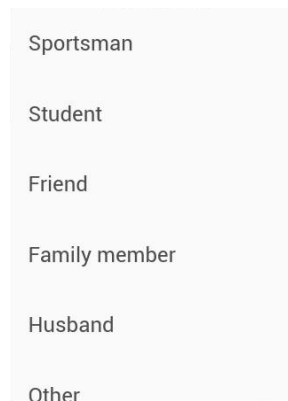 Sportsman
Student
Friend
Family member
Husband
Other